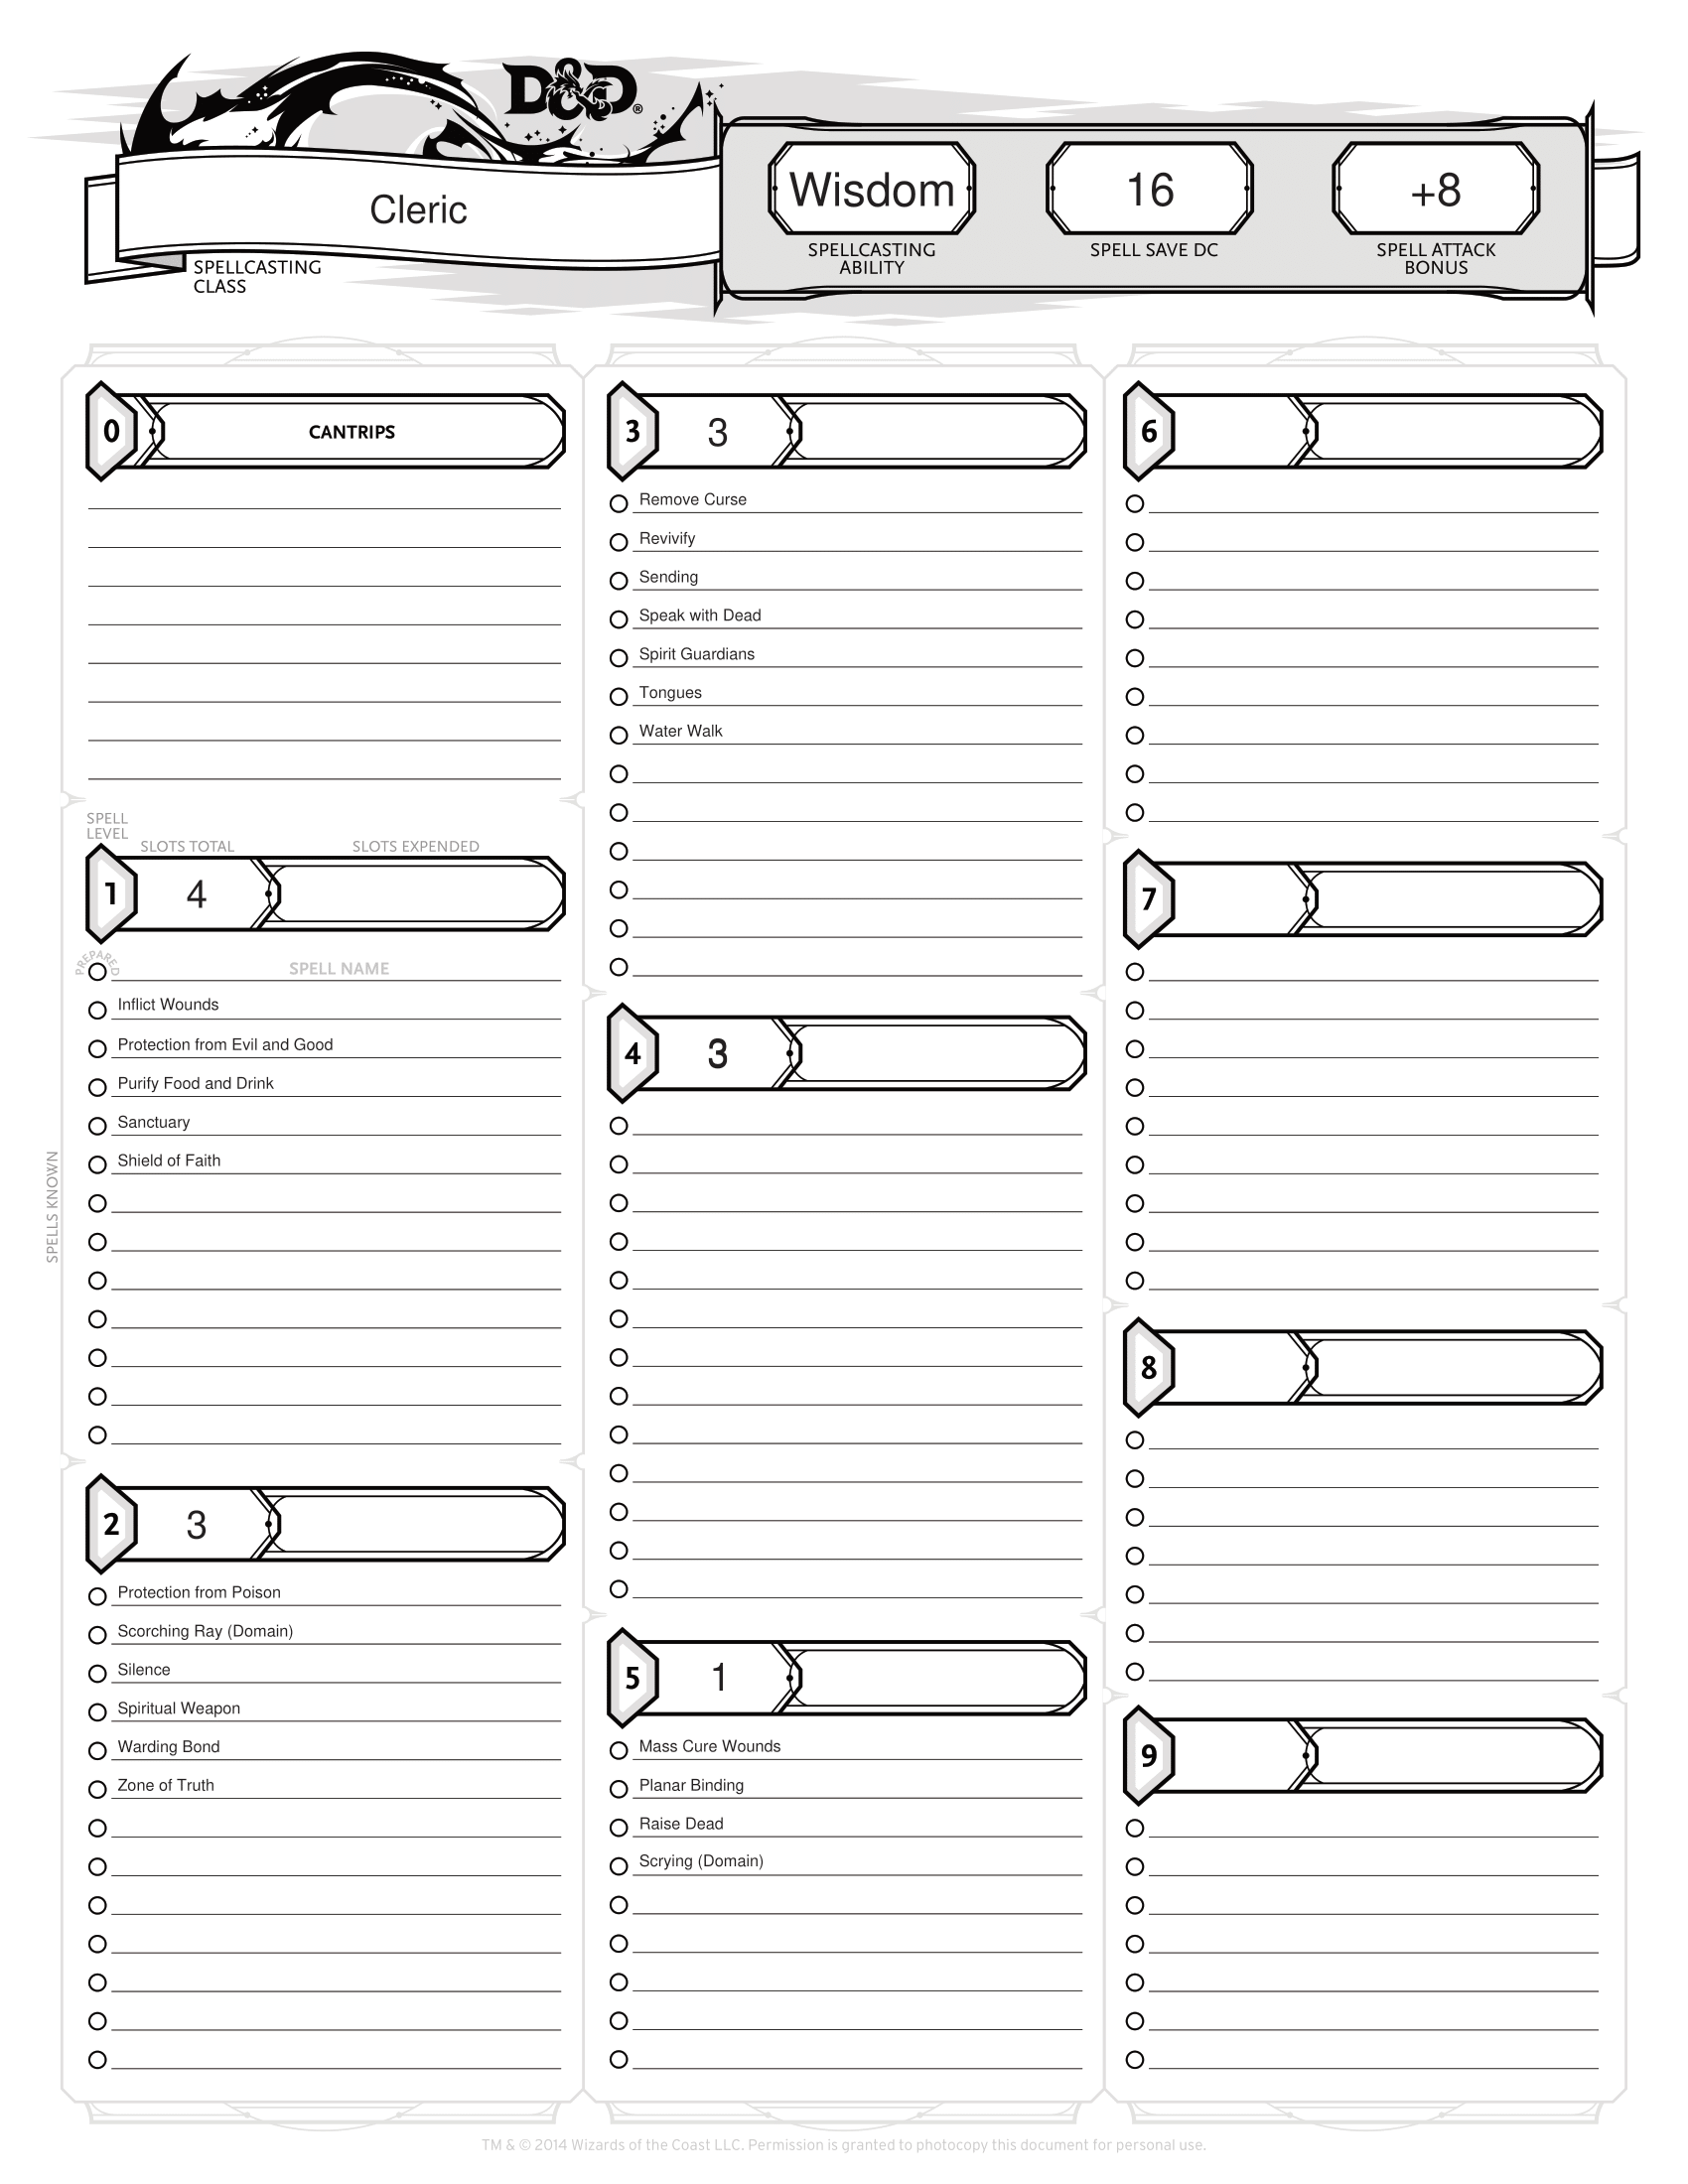 D&D®
Cleric
SPELLCASTING
CLASS
Wisdom
SPELLCASTING
ABILITY
16
SPELL SAVE DC
+8
SPELL ATTACK
BONUS
0
CANTRIPS
SPELL
LEVEL
SLOTS TOTAL
SLOTS EXPENDED
1
4
PREPARED
SPELL NAME
Inflict Wounds
Protection from Evil and Good
Purify Food and Drink
Sanctuary
Shield of Faith
SPELLS KNOWN
2
3
Protection from Poison
Scorching Ray (Domain)
Silence
Spiritual Weapon
Warding Bond
Zone of Truth
3
3
Remove Curse
Revivify
Sending
Speak with Dead
Spirit Guardians
Tongues
Water Walk
4
3
5
1
Mass Cure Wounds
Planar Binding
Raise Dead
Scrying (Domain)
6
7
8
9
TM & © 2014 Wizards of the Coast LLC. Permission is granted to photocopy this document for personal use.